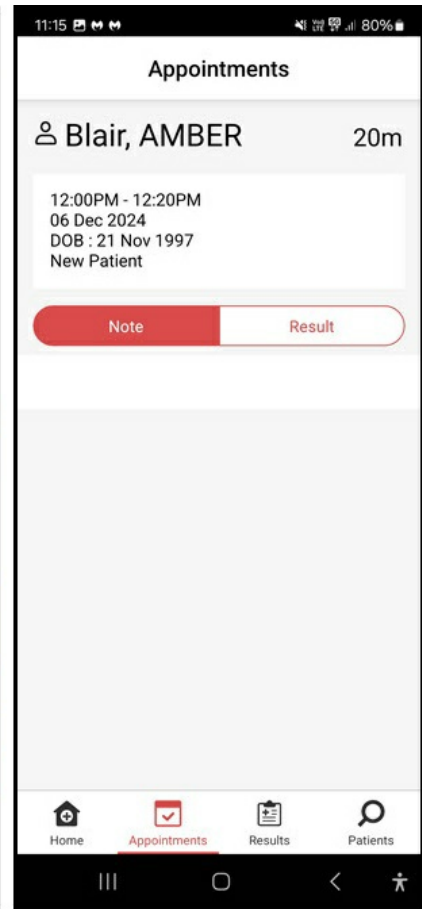 11:15 80%
Appointments
Blair, AMBER 20m
12:00PM - 12:20PM
06 Dec 2024
DOB : 21 Nov 1997
New Patient
Note Result
Home Appointments Results Patients